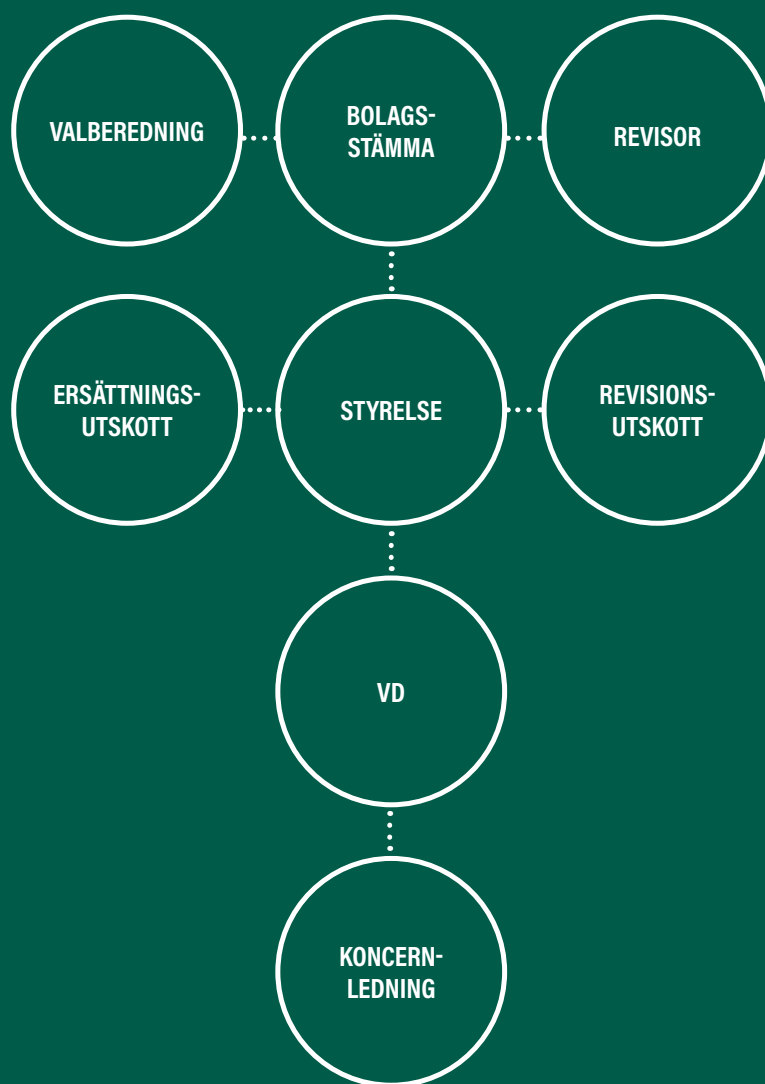 VALBEREDNING
BOLAGS-
STÄMMA
REVISOR
ERSÄTTNINGS-
UTSKOTT
STYRELSE
REVISIONS-
UTSKOTT
VD
KONCERN-
LEDNING